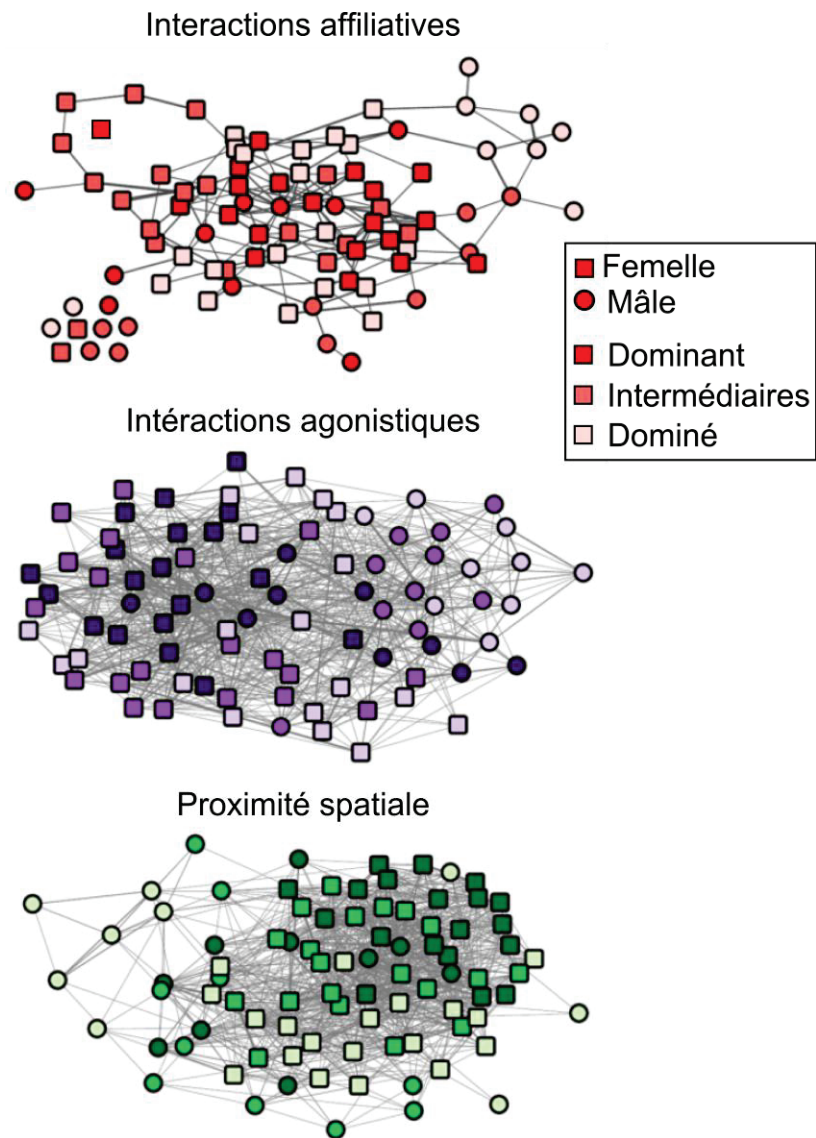 Interactions affiliatives
Femelle
Mâle
Dominant
Intermédiaires
Dominé
Intéractions agonistiques
Proximité spatiale